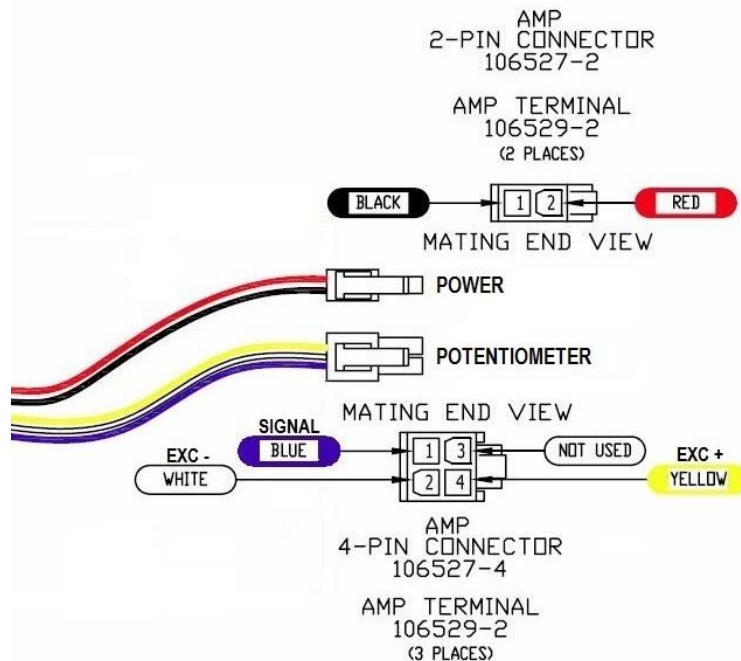 AMP
2-PIN CONNECTOR
106527-2
AMP TERMINAL
106529-2
(2 PLACES)
BLACK
1 2
RED
MATING END VIEW
POWER
POTENTIOMETER
MATING END VIEW
SIGNAL
BLUE
1 3
NOT USED
EXC -
WHITE
2 4
EXC +
YELLOW
AMP
4-PIN CONNECTOR
106527-4
AMP TERMINAL
106529-2
(3 PLACES)